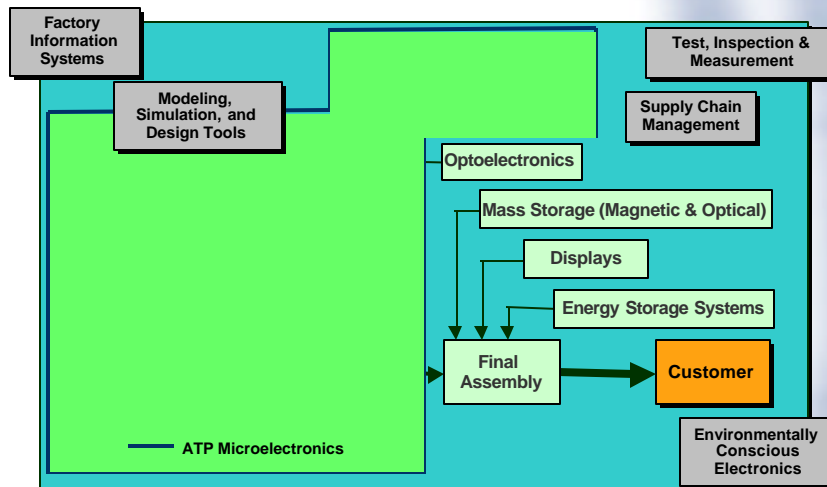 Factory
Information
Systems
Test, Inspection &
Measurement
Modeling,
Simulation, and
Design Tools
Supply Chain
Management
Optoelectronics
Mass Storage (Magnetic & Optical)
Displays
Energy Storage Systems
Final
Assembly
Customer
ATP Microelectronics
Environmentally
Conscious
Electronics